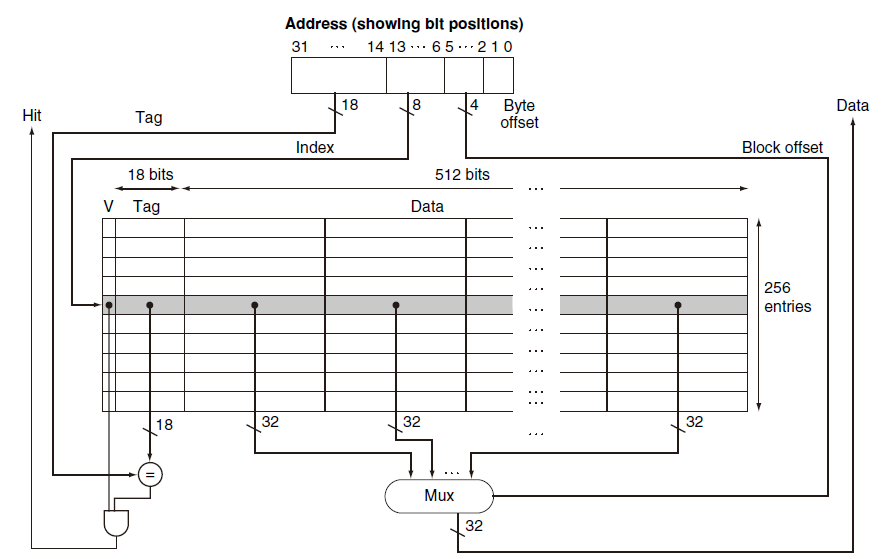 Address (showing bit positions)
31 ... 14 13 ... 6 5 ... 2 1 0
18
8
4
Byte
offset
Hit
Tag
Data
Index
Block offset
18 bits
512 bits
...
V
Tag
Data
...
...
...
...
...
...
...
...
...
...
...
256
entries
18
32
32
...
32
=
...
Mux
32